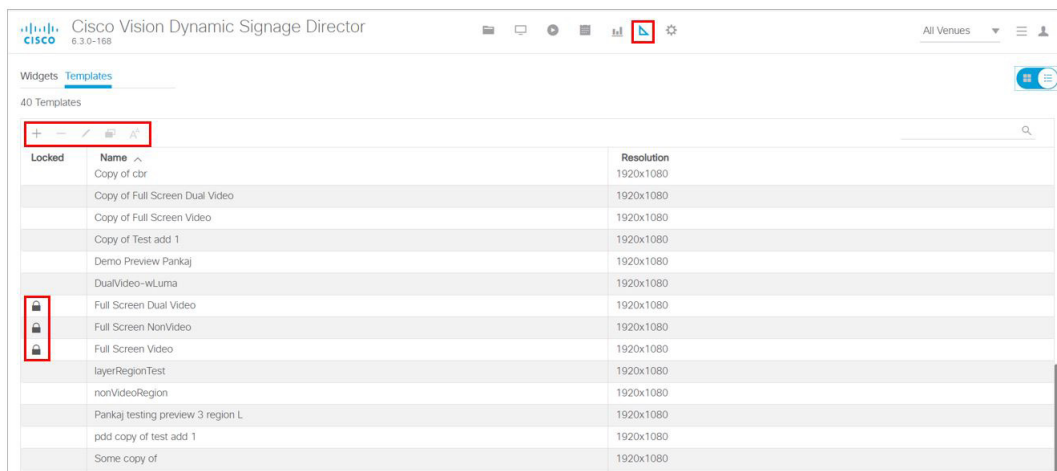 Cisco Vision Dynamic Signage Director
CISCO 6.3.0-168
All Venues
Widgets Templates
40 Templates
Locked Name Resolution
Copy of cbr 1920x1080
Copy of Full Screen Dual Video 1920x1080
Copy of Full Screen Video 1920x1080
Copy of Test add 1 1920x1080
Demo Preview Pankaj 1920x1080
DualVideo-wLuma 1920x1080
Full Screen Dual Video 1920x1080
Full Screen NonVideo 1920x1080
Full Screen Video 1920x1080
layerRegionTest 1920x1080
nonVideoRegion 1920x1080
Pankaj testing preview 3 region L 1920x1080
pdd copy of test add 1 1920x1080
Some copy of 1920x1080